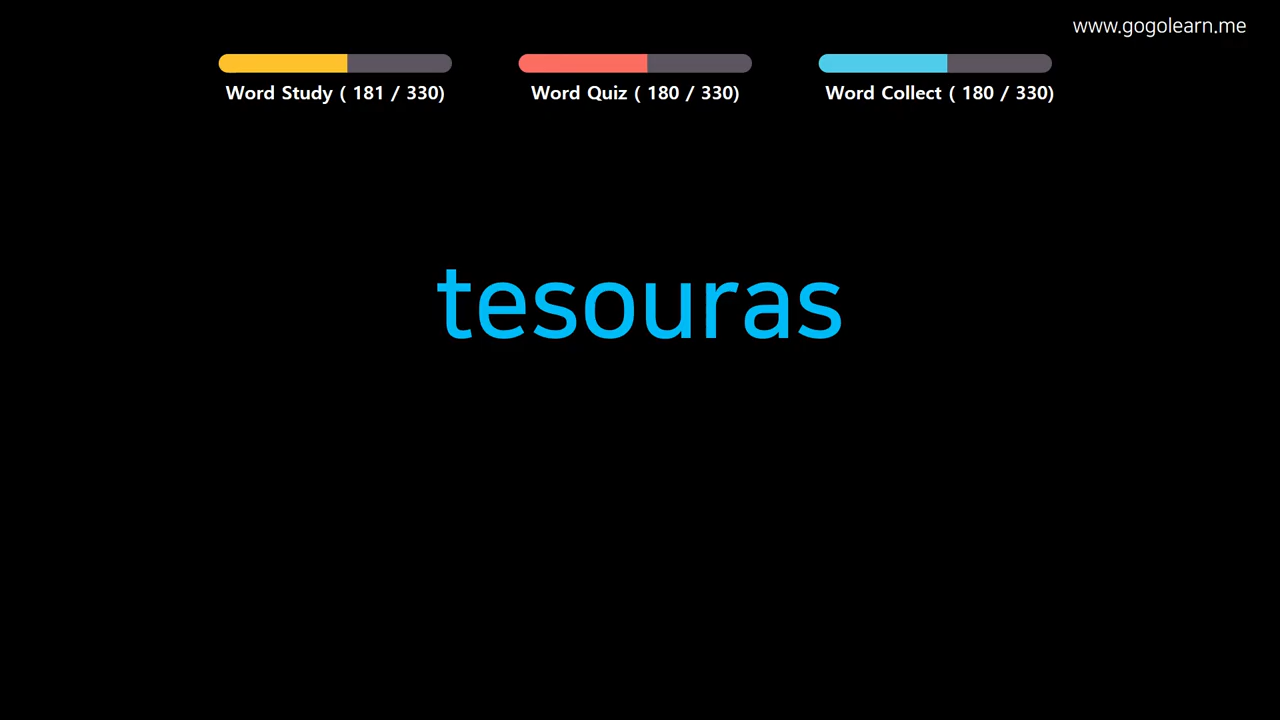 www.gogolearn.me
Word Study ( 181 / 330)
Word Quiz ( 180 / 330)
Word Collect ( 180 / 330)
tesouras